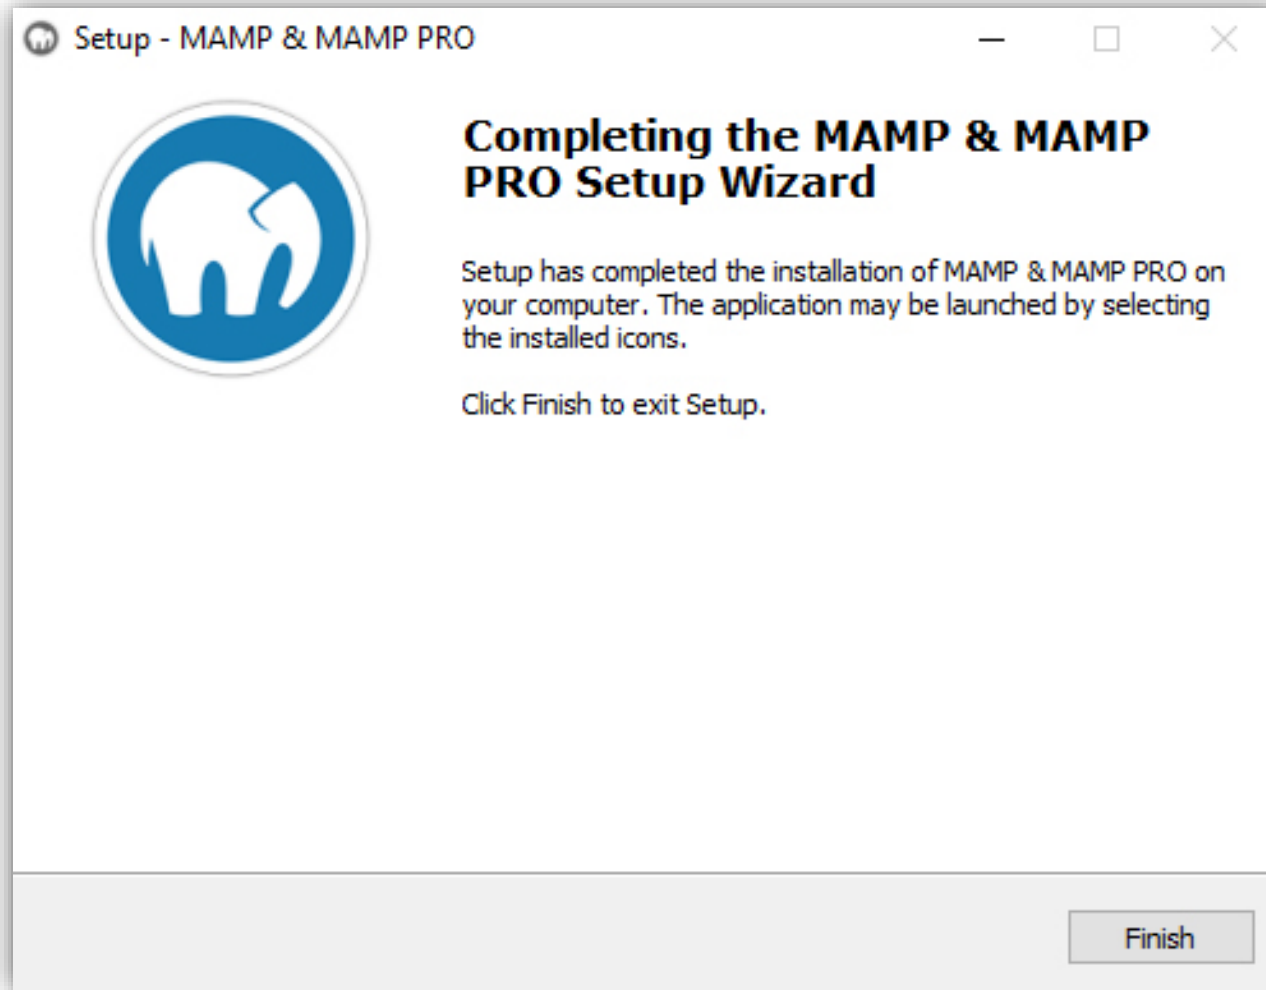 Setup - MAMP & MAMP PRO
Completing the MAMP & MAMP
PRO Setup Wizard
Setup has completed the installation of MAMP & MAMP PRO on
your computer. The application may be launched by selecting
the installed icons.
Click Finish to exit Setup.
Finish